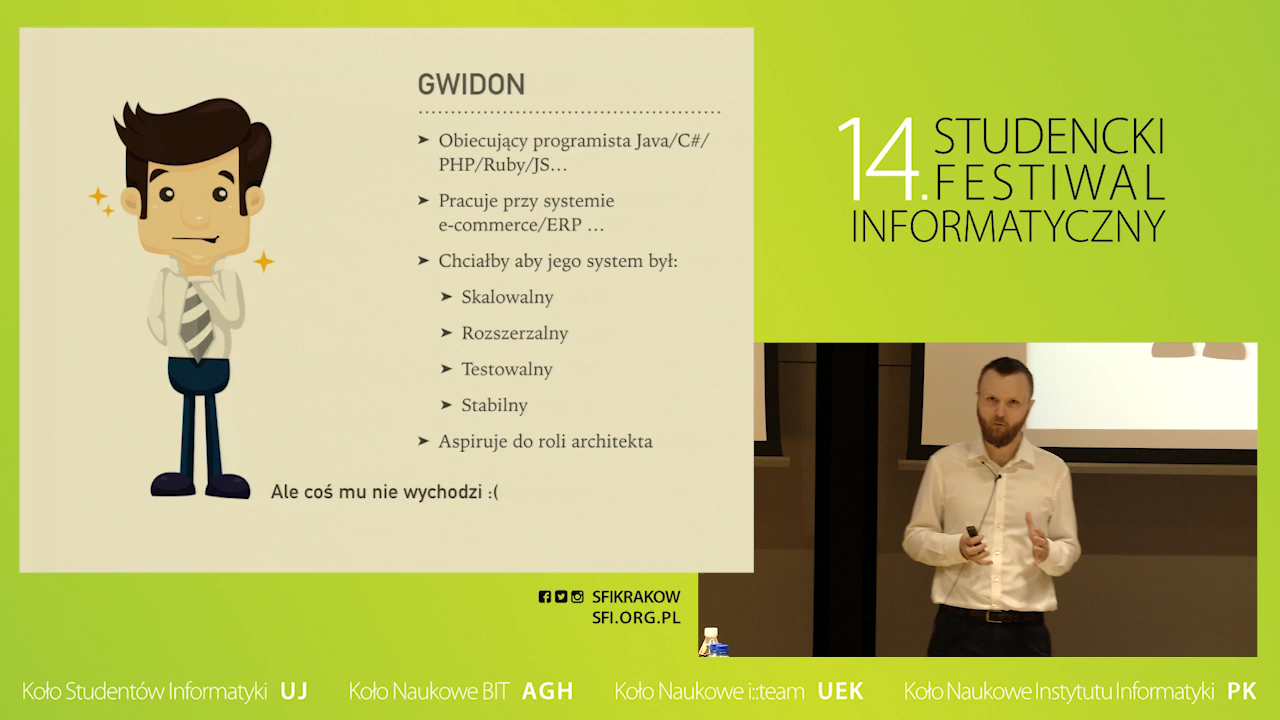 GWIDON
➤ Obiecujący programista Java/C#/
PHP/Ruby/JS...
➤ Pracuje przy systemie
e-commerce/ERP ...
➤ Chciałby aby jego system był:
➤ Skalowalny
➤ Rozszerzalny
➤ Testowalny
➤ Stabilny
➤ Aspiruje do roli architekta
Ale coś mu nie wychodzi :(
14. STUDENCKI
FESTIWAL
INFORMATYCZNY
SFIKRAKOW
SFI.ORG.PL
Koło Studentów Informatyki UJ Koło Naukowe BIT AGH Koło Naukowe i::team UEK Koło Naukowe Instytutu Informatyki PK